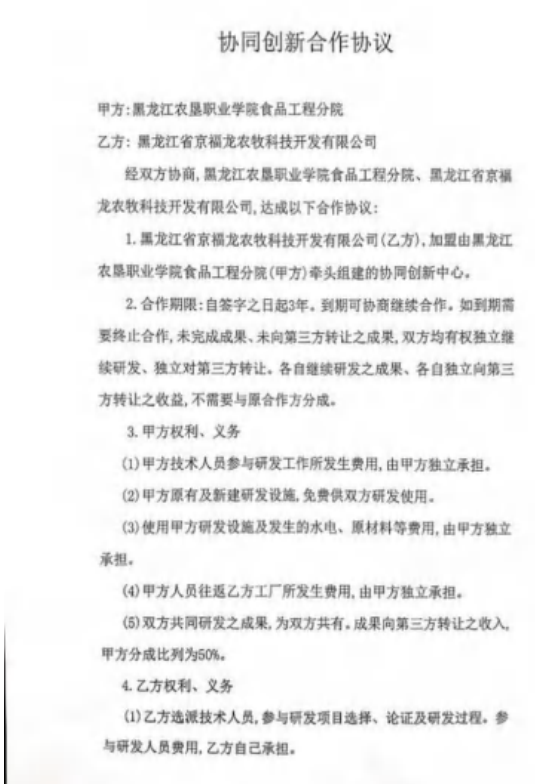 协同创新合作协议
甲方:黑龙江农垦职业学院食品工程分院
乙方: 黑龙江省京福龙农牧科技开发有限公司
经双方协商,黑龙江农垦职业学院食品工程分院、黑龙江省京福
龙农牧科技开发有限公司,达成以下合作协议:
1.黑龙江省京福龙农牧科技开发有限公司(乙方),加盟由黑龙江
农垦职业学院食品工程分院(甲方)牵头组建的协同创新中心。
2.合作期限:自签字之日起3年。到期可协商继续合作。如到期需
要终止合作,未完成成果、未向第三方转让之成果,双方均有权独立继
续研发、独立对第三方转让。各自继续研发之成果、各自独立向第三
方转让之收益,不需要与原合作方分成。
3.甲方权利、义务
(1)甲方技术人员参与研发工作所发生费用,由甲方独立承担。
(2)甲方原有及新建研发设施,免费供双方研发使用。
(3)使用甲方研发设施及发生的水电、原材料等费用,由甲方独立
承担。
(4)甲方人员往返乙方工厂所发生费用,由甲方独立承担。
(5)双方共同研发之成果,为双方共有。成果向第三方转让之收入,
甲方分成比列为50%。
4.乙方权利、义务
(1)乙方选派技术人员,参与研发项目选择、论证及研发过程。参
与研发人员费用,乙方自己承担。